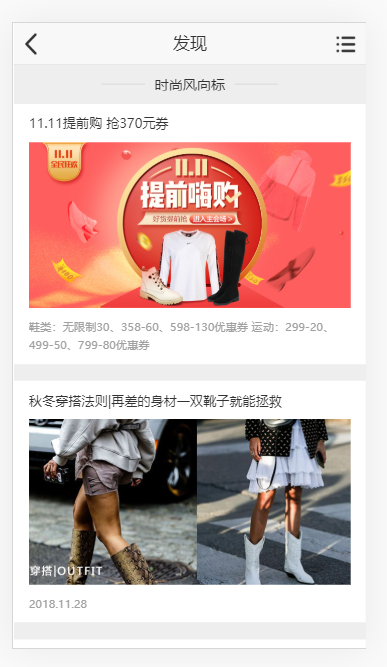 发现
时尚风向标
11.11提前购 抢370元券
11.11
全民狂欢
11.11
提前嗨购
好货提前抢 进入主会场 >
鞋类：无限制30、358-60、598-130优惠券 运动：299-20、
499-50、799-80优惠券
秋冬穿搭法则|再差的身材一双靴子就能拯救
穿搭|OUTFIT
2018.11.28